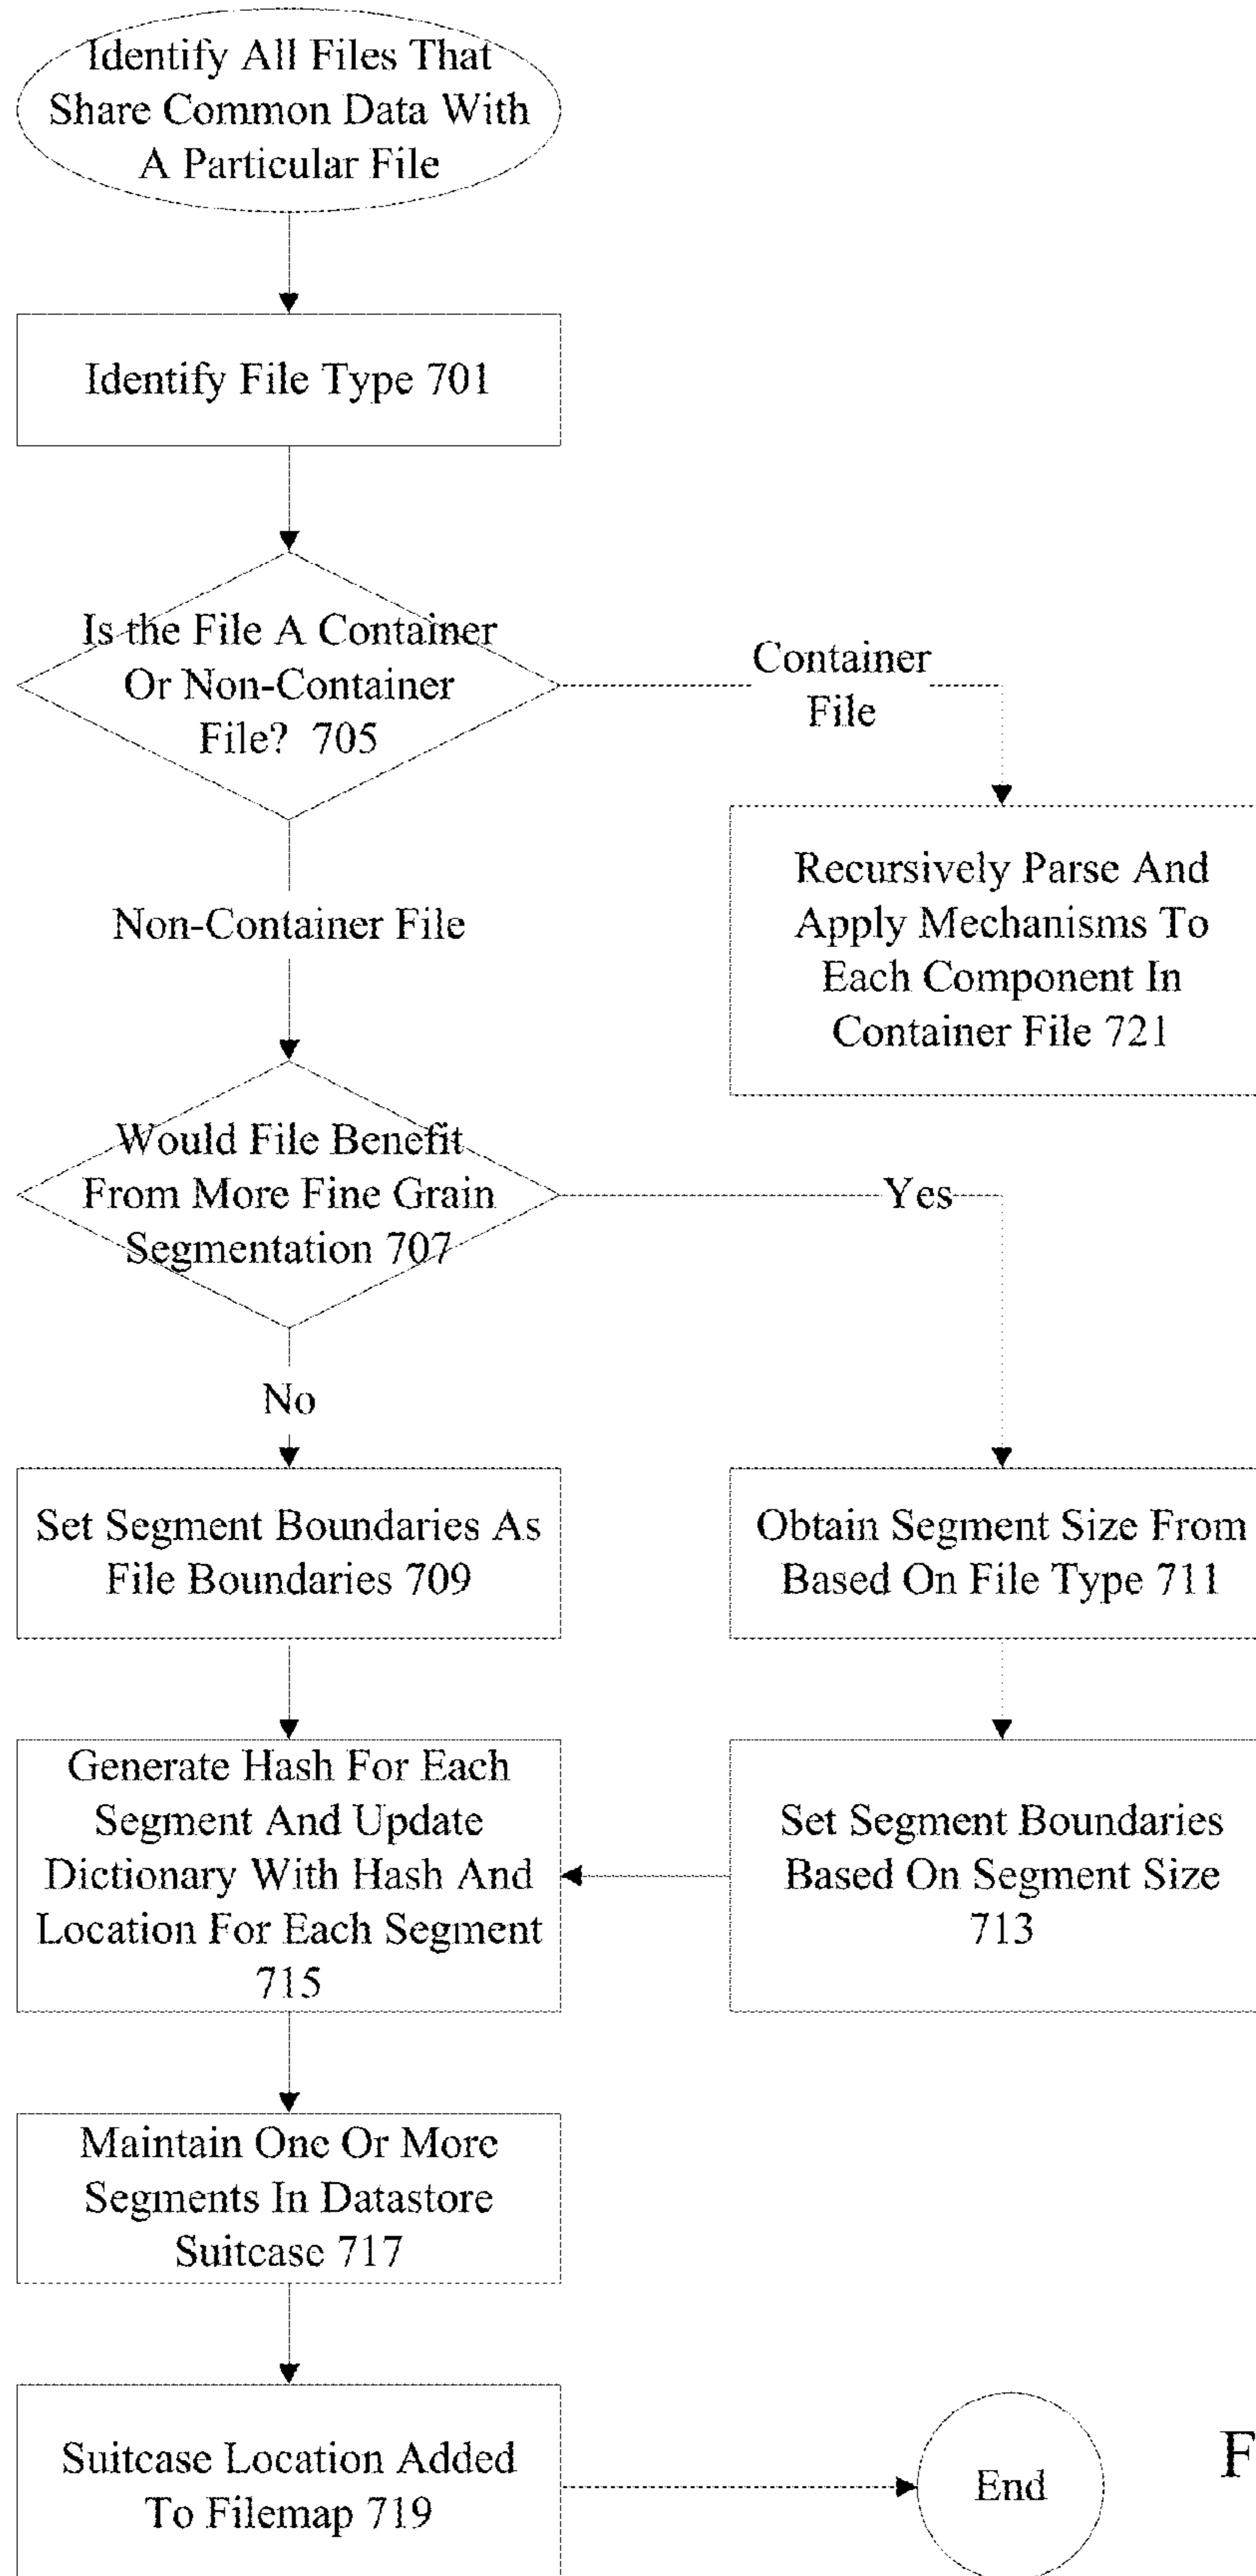 Identify All Files That
Share Common Data With
A Particular File
Identify File Type 701
Is the File A Container
Or Non-Container
File? 705
Container
File
Recursively Parse And
Apply Mechanisms To
Each Component In
Container File 721
Non-Container File
Would File Benefit
From More Fine Grain
Segmentation 707
Yes
No
Set Segment Boundaries As
File Boundaries 709
Obtain Segment Size From
Based On File Type 711
Generate Hash For Each
Segment And Update
Dictionary With Hash And
Location For Each Segment
715
Set Segment Boundaries
Based On Segment Size
713
Maintain One Or More
Segments In Datastore
Suitcase 717
Suitcase Location Added
To Filemap 719
End
F